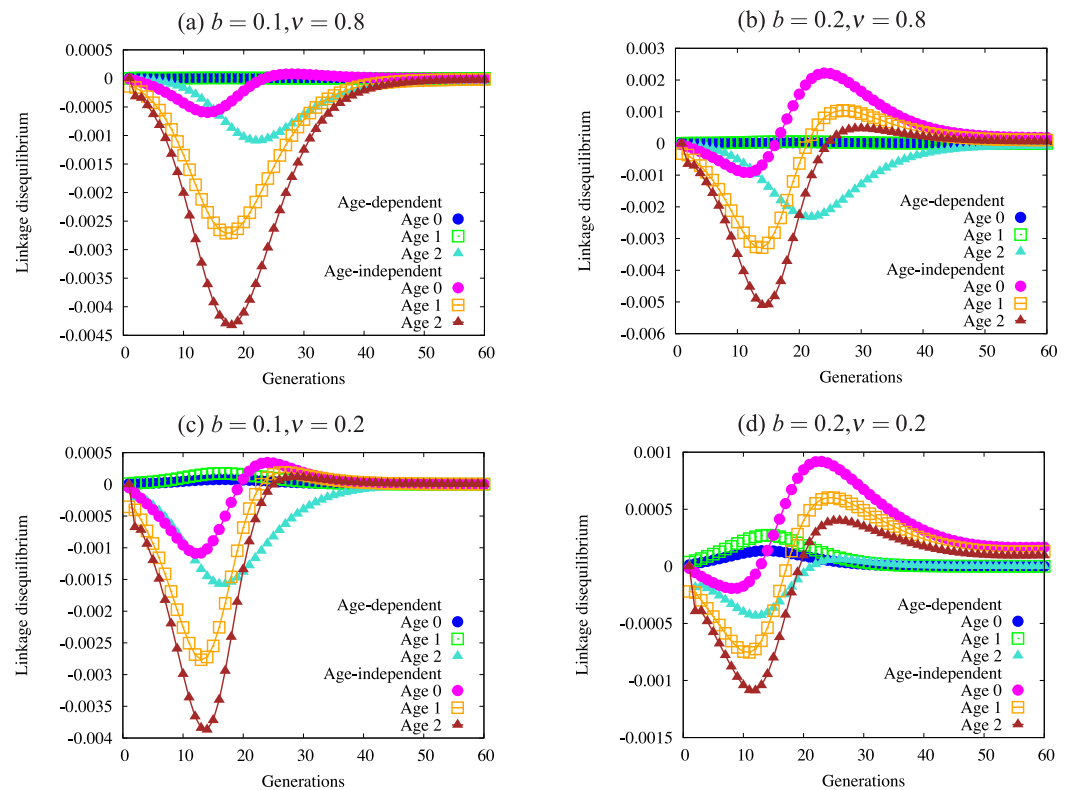 (a) b = 0.1, ν = 0.8
0.0005
0
-0.0005
-0.001
-0.0015
-0.002
-0.0025
-0.003
-0.0035
-0.004
-0.0045
Linkage disequilibrium
Age-dependent
Age 0
Age 1
Age 2
Age-independent
Age 0
Age 1
Age 2
0 10 20 30 40 50 60
Generations
(b) b = 0.2, ν = 0.8
0.003
0.002
0.001
0
-0.001
-0.002
-0.003
-0.004
-0.005
-0.006
Linkage disequilibrium
Age-dependent
Age 0
Age 1
Age 2
Age-independent
Age 0
Age 1
Age 2
0 10 20 30 40 50 60
Generations
(c) b = 0.1, ν = 0.2
0.0005
0
-0.0005
-0.001
-0.0015
-0.002
-0.0025
-0.003
-0.0035
-0.004
Linkage disequilibrium
Age-dependent
Age 0
Age 1
Age 2
Age-independent
Age 0
Age 1
Age 2
0 10 20 30 40 50 60
Generations
(d) b = 0.2, ν = 0.2
0.001
0.0005
0
-0.0005
-0.001
-0.0015
Linkage disequilibrium
Age-dependent
Age 0
Age 1
Age 2
Age-independent
Age 0
Age 1
Age 2
0 10 20 30 40 50 60
Generations